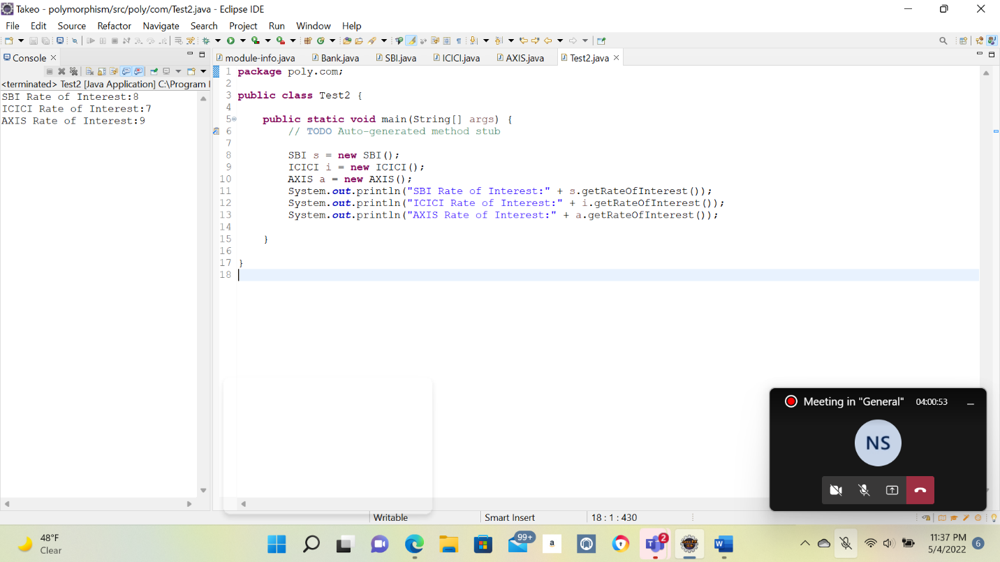 Takeo - polymorphism/src/poly/com/Test2.java - Eclipse IDE
File Edit Source Refactor Navigate Search Project Run Window Help
Console
module-info.java Bank.java SBI.java ICICI.java AXIS.java Test2.java
<terminated> Test2 [Java Application] C:\Program
SBI Rate of Interest:8
ICICI Rate of Interest:7
AXIS Rate of Interest:9
1 package poly.com;
2
3 public class Test2 {
4
5 public static void main(String[] args) {
6 // TODO Auto-generated method stub
7
8 SBI s = new SBI();
9 ICICI i = new ICICI();
10 AXIS a = new AXIS();
11 System.out.println("SBI Rate of Interest:" + s.getRateOfInterest());
12 System.out.println("ICICI Rate of Interest:" + i.getRateOfInterest());
13 System.out.println("AXIS Rate of Interest:" + a.getRateOfInterest());
14
15 }
16
17 }
18
Meeting in "General" 04:00:53
NS
Writable Smart Insert 18 : 1 : 430
48°F
Clear
99+
a
T
2
W
11:37 PM
5/4/2022
6